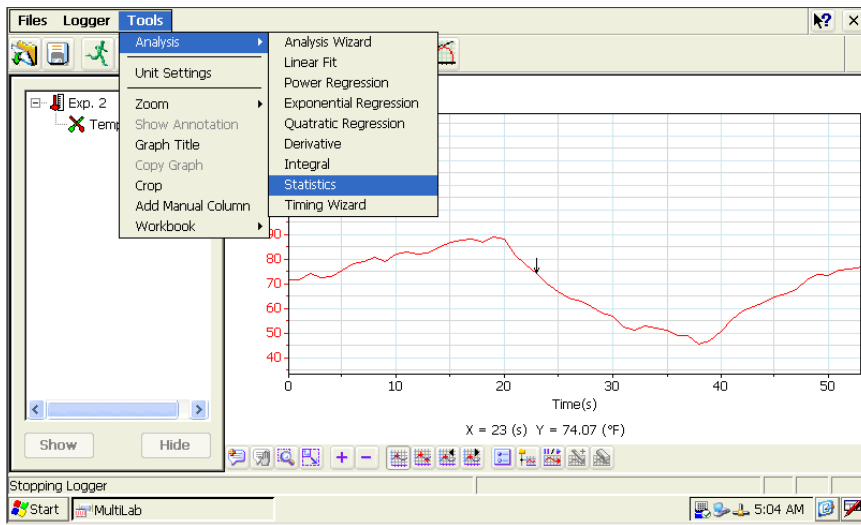 Files Logger Tools
Analysis
Unit Settings
Zoom
Show Annotation
Graph Title
Copy Graph
Crop
Add Manual Column
Workbook
Analysis Wizard
Linear Fit
Power Regression
Exponential Regression
Quatratic Regression
Derivative
Integral
Statistics
Timing Wizard
Exp. 2
Temp
90
80
70
60
50
40
0 10 20 30 40 50
Time(s)
X = 23 (s) Y = 74.07 (°F)
Show Hide
Stopping Logger
Start MultiLab 5:04 AM